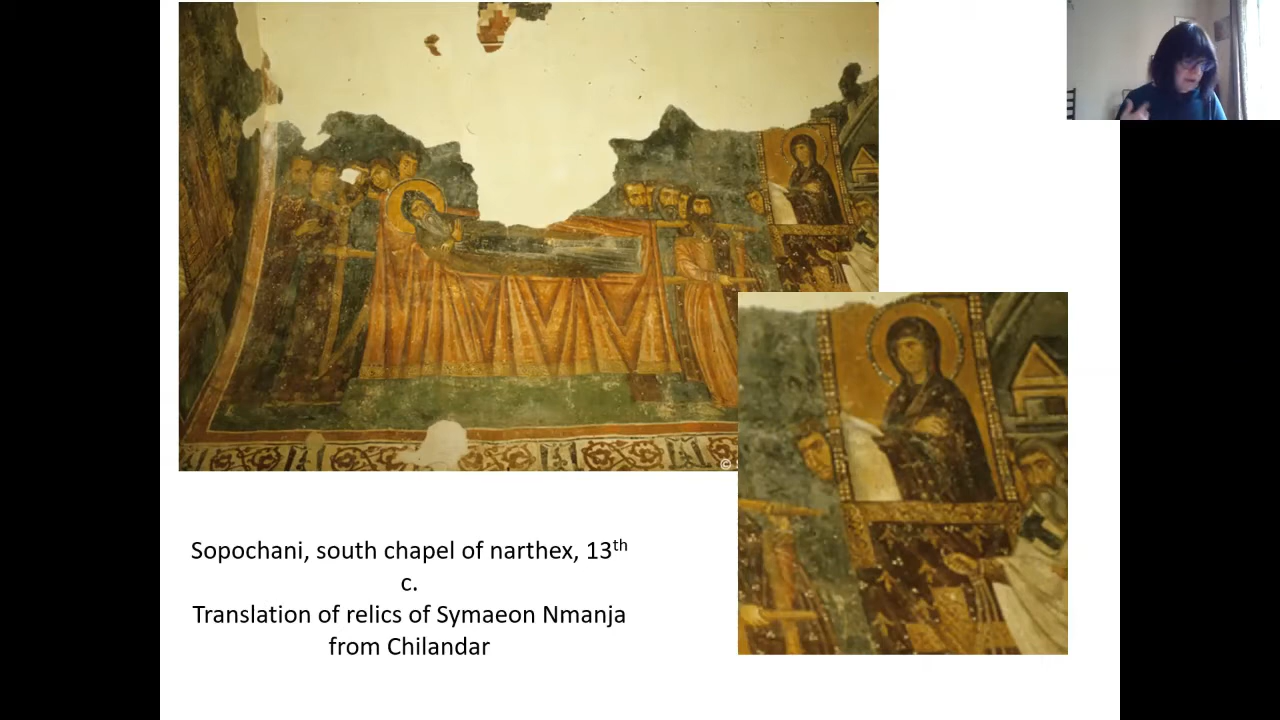 ©
Sopochani, south chapel of narthex, 13th
c.
Translation of relics of Symaeon Nmanja
from Chilandar